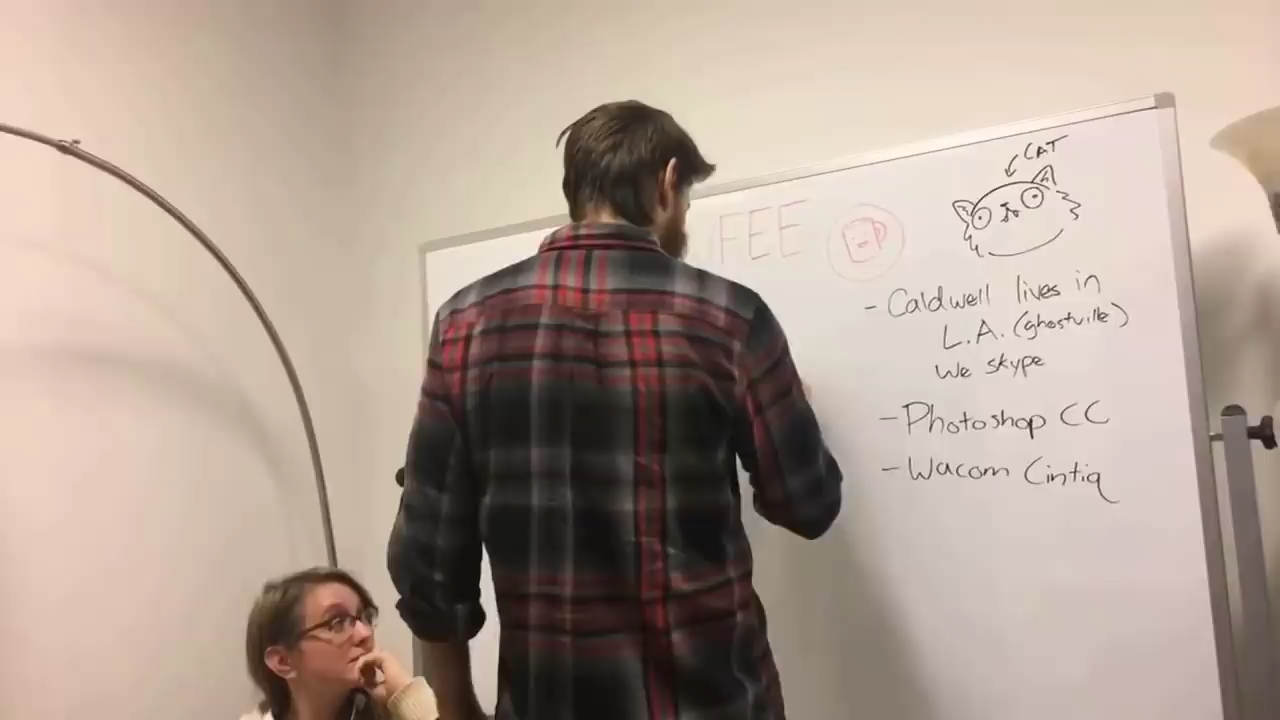 CAT
FEE
- Caldwell lives in
L.A. (ghostville)
we skype
- Photoshop CC
- Wacom Cintiq